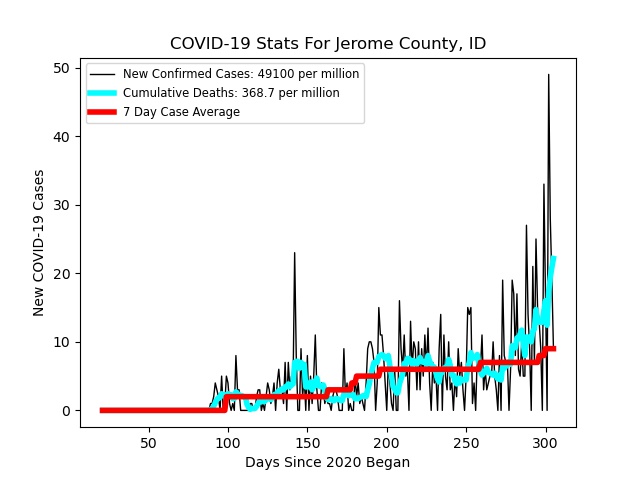 COVID-19 Stats For Jerome County, ID
New Confirmed Cases: 49100 per million
Cumulative Deaths: 368.7 per million
7 Day Case Average
New COVID-19 Cases
50
40
30
20
10
0
50 100 150 200 250 300
Days Since 2020 Began